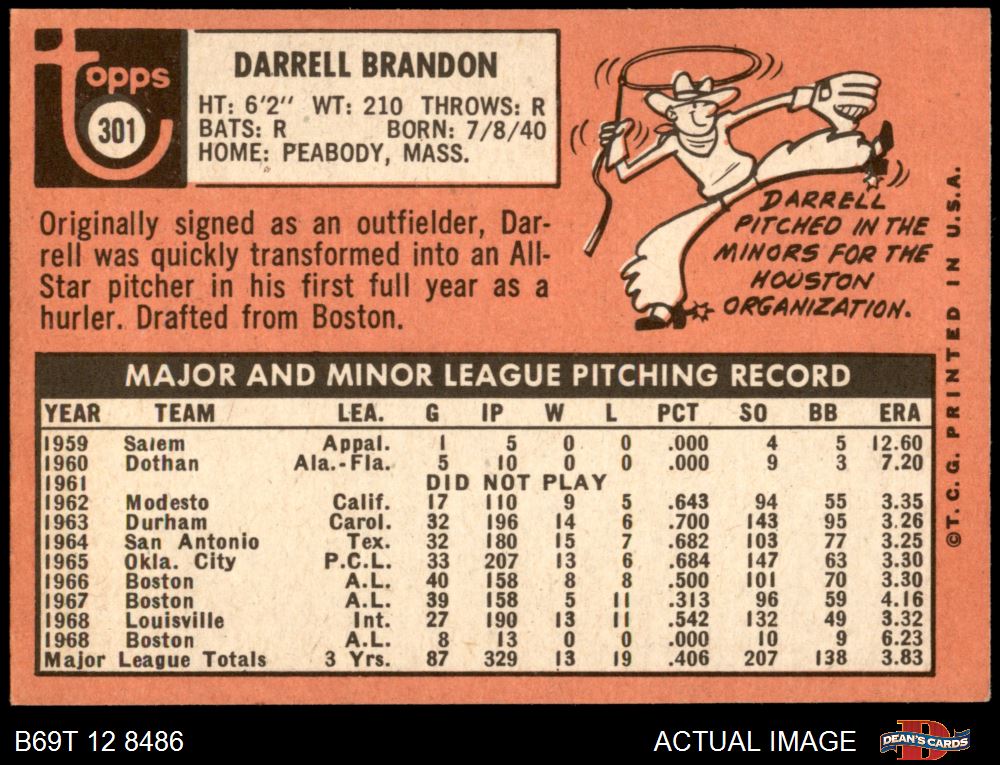 topps
301
DARRELL BRANDON
HT: 6'2" WT: 210 THROWS: R
BATS: R BORN: 7/8/40
HOME: PEABODY, MASS.
Originally signed as an outfielder, Dar-
rell was quickly transformed into an All-
Star pitcher in his first full year as a
hurler. Drafted from Boston.
DARRELL
PITCHED IN THE
MINORS FOR THE
HOUSTON
ORGANIZATION.
MAJOR AND MINOR LEAGUE PITCHING RECORD
YEAR TEAM LEA. G IP W L PCT SO BB ERA
1959 Salem Appal. 1 5 0 0 .000 4 5 12.60
1960 Dothan Ala.-Fla. 5 10 0 0 .000 9 3 7.20
1961 DID NOT PLAY
1962 Modesto Calif. 17 110 9 5 .643 94 55 3.35
1963 Durham Carol. 32 196 14 6 .700 143 95 3.26
1964 San Antonio Tex. 32 180 15 7 .682 103 77 3.25
1965 Okla. City P.C.L. 33 207 13 6 .684 147 63 3.30
1966 Boston A.L. 40 158 8 8 .500 101 70 3.30
1967 Boston A.L. 39 158 5 11 .313 96 59 4.16
1968 Louisville Int. 27 190 13 11 .542 132 49 3.32
1968 Boston A.L. 8 13 0 0 .000 10 9 6.23
Major League Totals 3 Yrs. 87 329 13 19 .406 207 138 3.83
©T.C.G. PRINTED IN U.S.A.
B69T 12 8486
ACTUAL IMAGE
D
DEAN'S CARDS